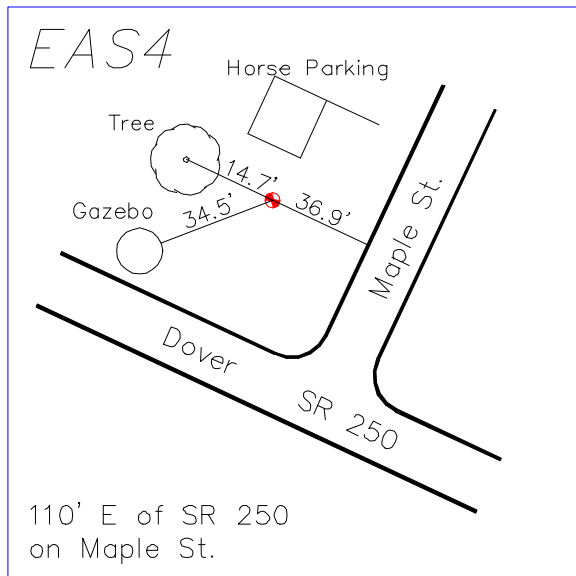 EAS4
Horse Parking
Tree
14.7'
36.9'
Gazebo
34.5'
Maple St.
Dover
SR 250
110' E of SR 250
on Maple St.